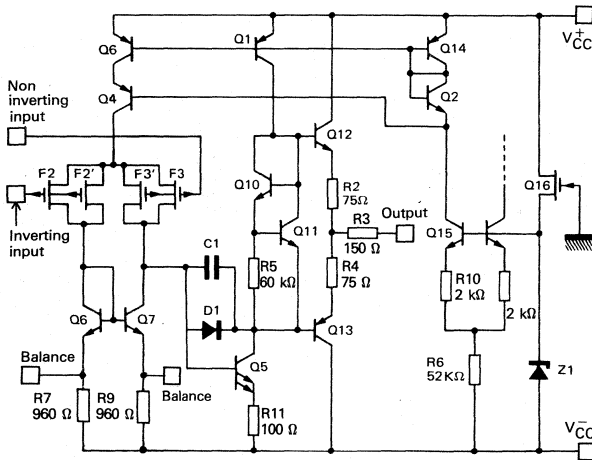 Q6
Q1
Q14
V+CC
Q4
Q2
Non
inverting
input
Q12
F2
F2'
F3'
F3
Q10
R2
75Ω
Q16
R3
150 Ω
Output
Q11
Q15
Inverting
input
C1
R5
60 kΩ
R4
75 Ω
R10
2 kΩ
2 kΩ
Q6
Q7
D1
Q13
Balance
Q5
R6
52KΩ
Z1
Balance
R7
960 Ω
R9
960 Ω
R11
100 Ω
V−CC